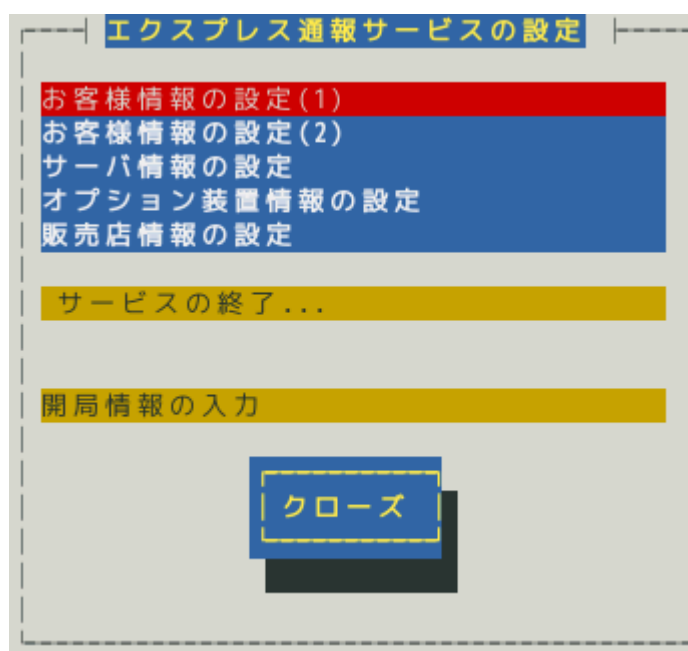 エクスプレス通報サービスの設定
お客様情報の設定(1)
お客様情報の設定(2)
サーバ情報の設定
オプション装置情報の設定
販売店情報の設定
サービスの終了...
開局情報の入力
クローズ